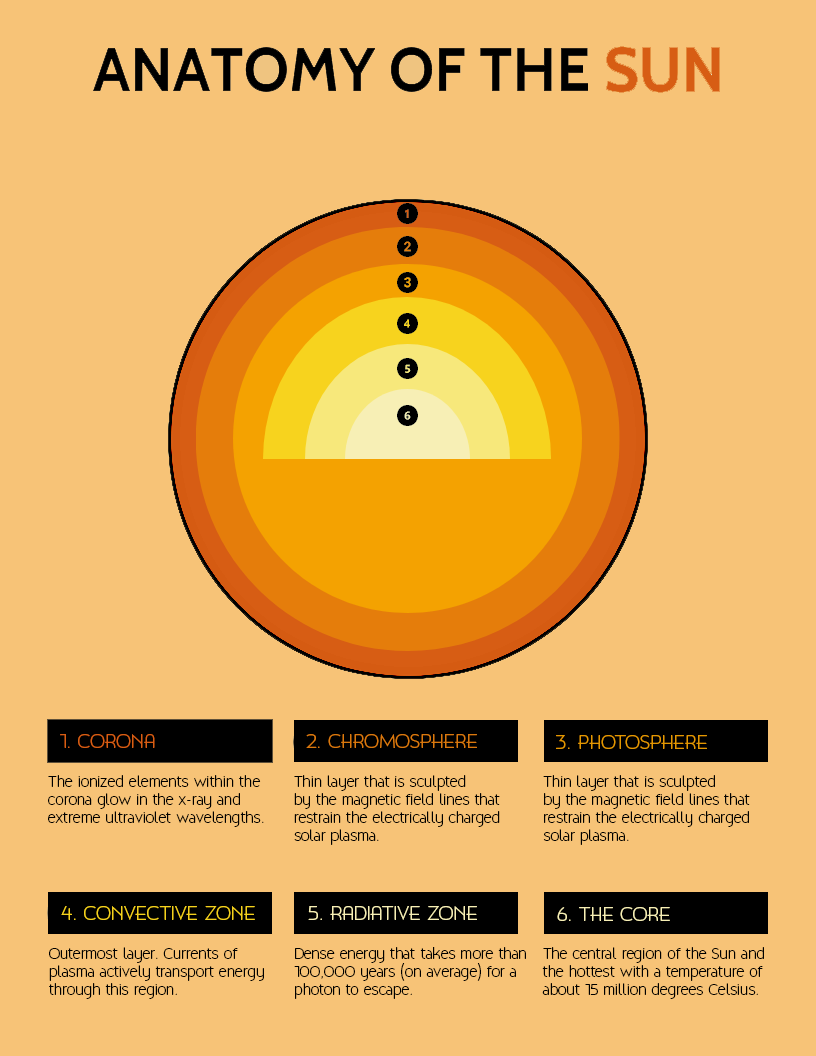 ANATOMY OF THE SUN
1
2
3
4
5
6
1. CORONA
The ionized elements within the
corona glow in the x-ray and
extreme ultraviolet wavelengths.
2. CHROMOSPHERE
Thin layer that is sculpted
by the magnetic field lines that
restrain the electrically charged
solar plasma.
3. PHOTOSPHERE
Thin layer that is sculpted
by the magnetic field lines that
restrain the electrically charged
solar plasma.
4. CONVECTIVE ZONE
Outermost layer. Currents of
plasma actively transport energy
through this region.
5. RADIATIVE ZONE
Dense energy that takes more than
100,000 years (on average) for a
photon to escape.
6. THE CORE
The central region of the Sun and
the hottest with a temperature of
about 15 million degrees Celsius.